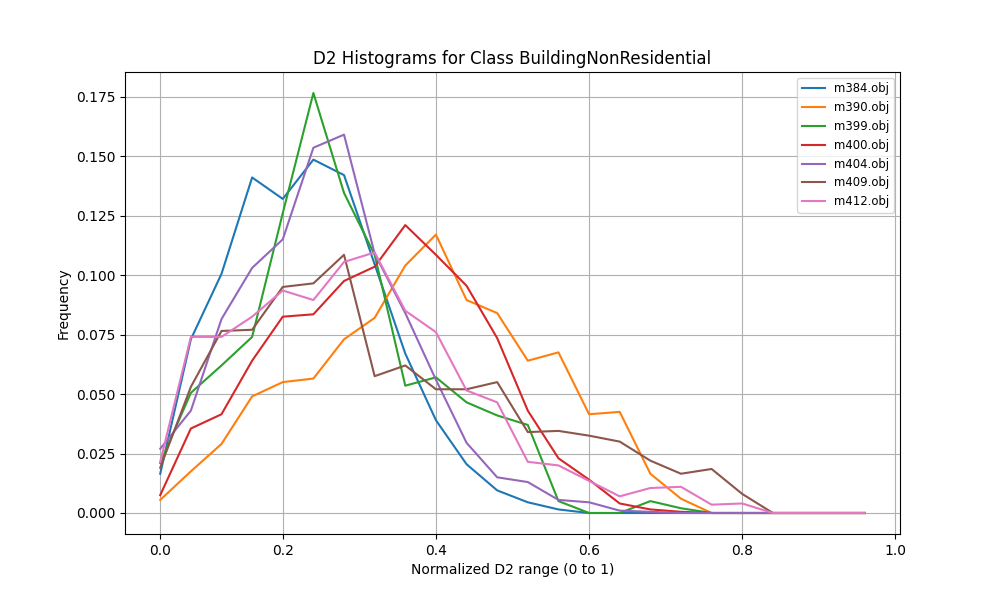 D2 Histograms for Class BuildingNonResidential
m384.obj
m390.obj
m399.obj
m400.obj
m404.obj
m409.obj
m412.obj
0.175
0.150
0.125
0.100
0.075
0.050
0.025
0.000
Frequency
0.0 0.2 0.4 0.6 0.8 1.0
Normalized D2 range (0 to 1)